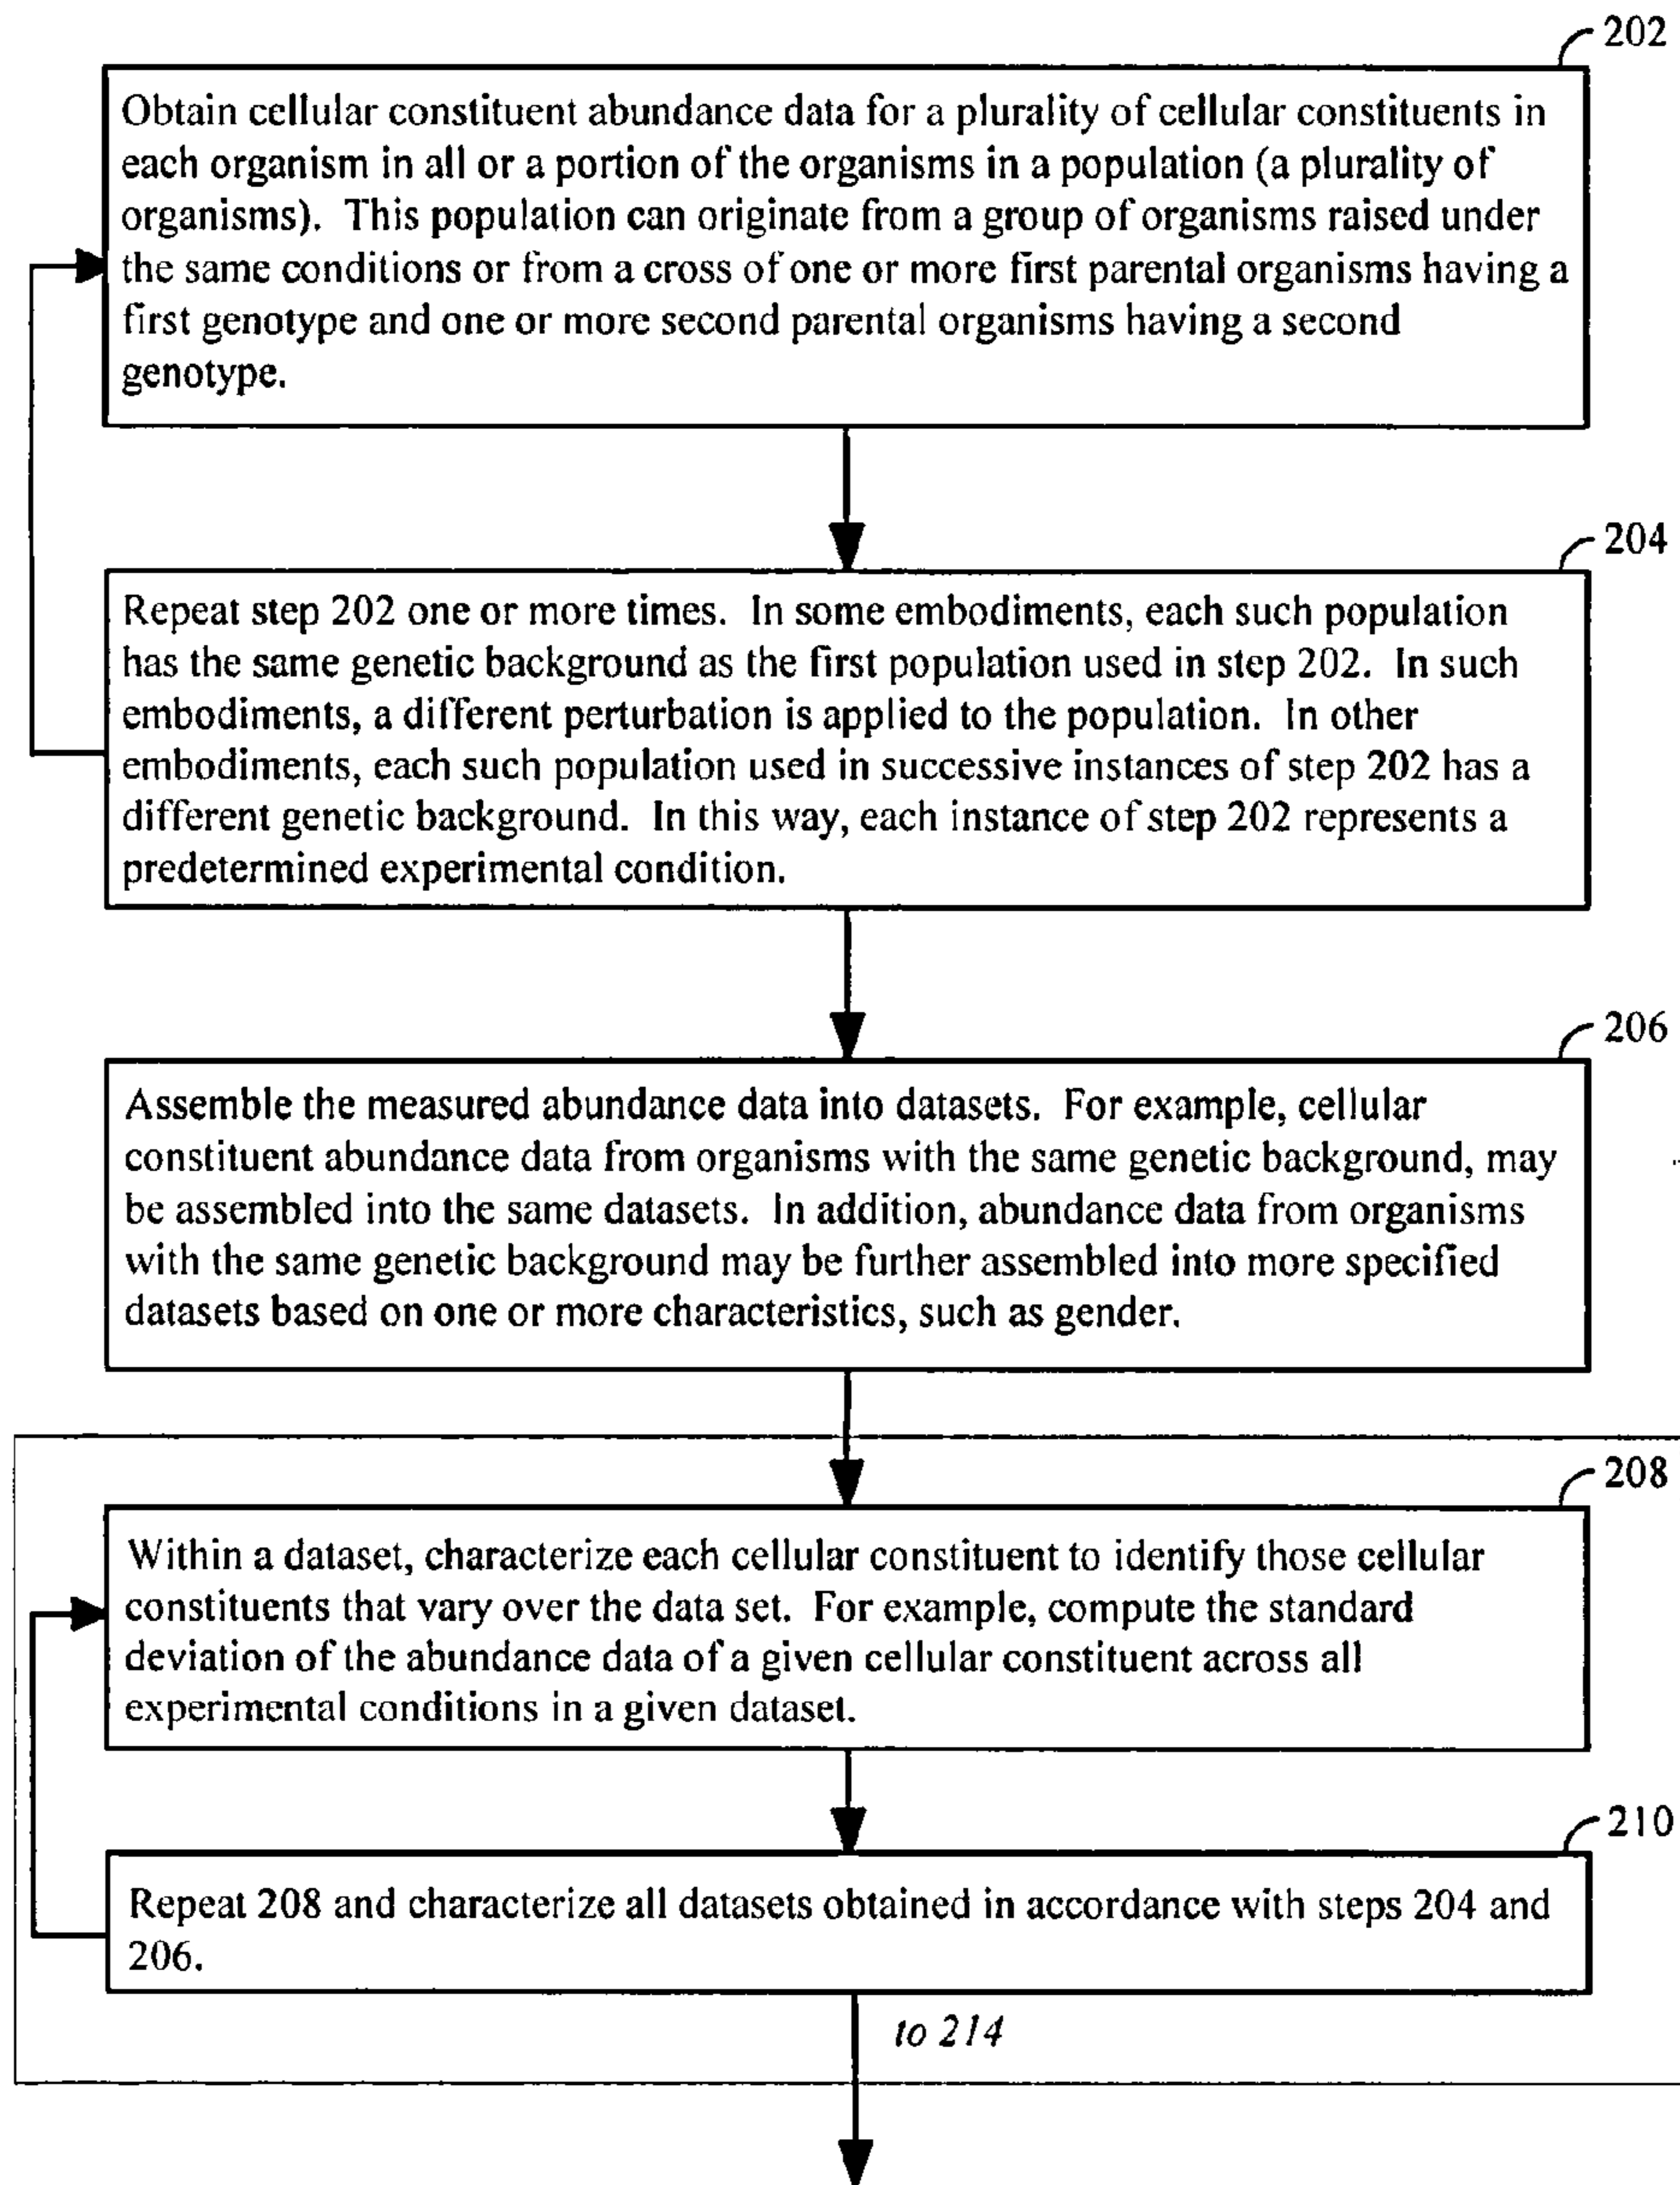 202
Obtain cellular constituent abundance data for a plurality of cellular constituents in
each organism in all or a portion of the organisms in a population (a plurality of
organisms). This population can originate from a group of organisms raised under
the same conditions or from a cross of one or more first parental organisms having a
first genotype and one or more second parental organisms having a second
genotype.
204
Repeat step 202 one or more times. In some embodiments, each such population
has the same genetic background as the first population used in step 202. In such
embodiments, a different perturbation is applied to the population. In other
embodiments, each such population used in successive instances of step 202 has a
different genetic background. In this way, each instance of step 202 represents a
predetermined experimental condition.
206
Assemble the measured abundance data into datasets. For example, cellular
constituent abundance data from organisms with the same genetic background, may
be assembled into the same datasets. In addition, abundance data from organisms
with the same genetic background may be further assembled into more specified
datasets based on one or more characteristics, such as gender.
208
Within a dataset, characterize each cellular constituent to identify those cellular
constituents that vary over the data set. For example, compute the standard
deviation of the abundance data of a given cellular constituent across all
experimental conditions in a given dataset.
210
Repeat 208 and characterize all datasets obtained in accordance with steps 204 and
206.
to 214